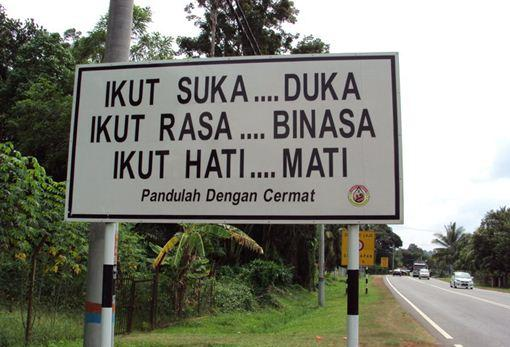 IKUT SUKA....DUKA
IKUT RASA....BINASA
IKUT HATI....MATI
Pandulah Dengan Cermat